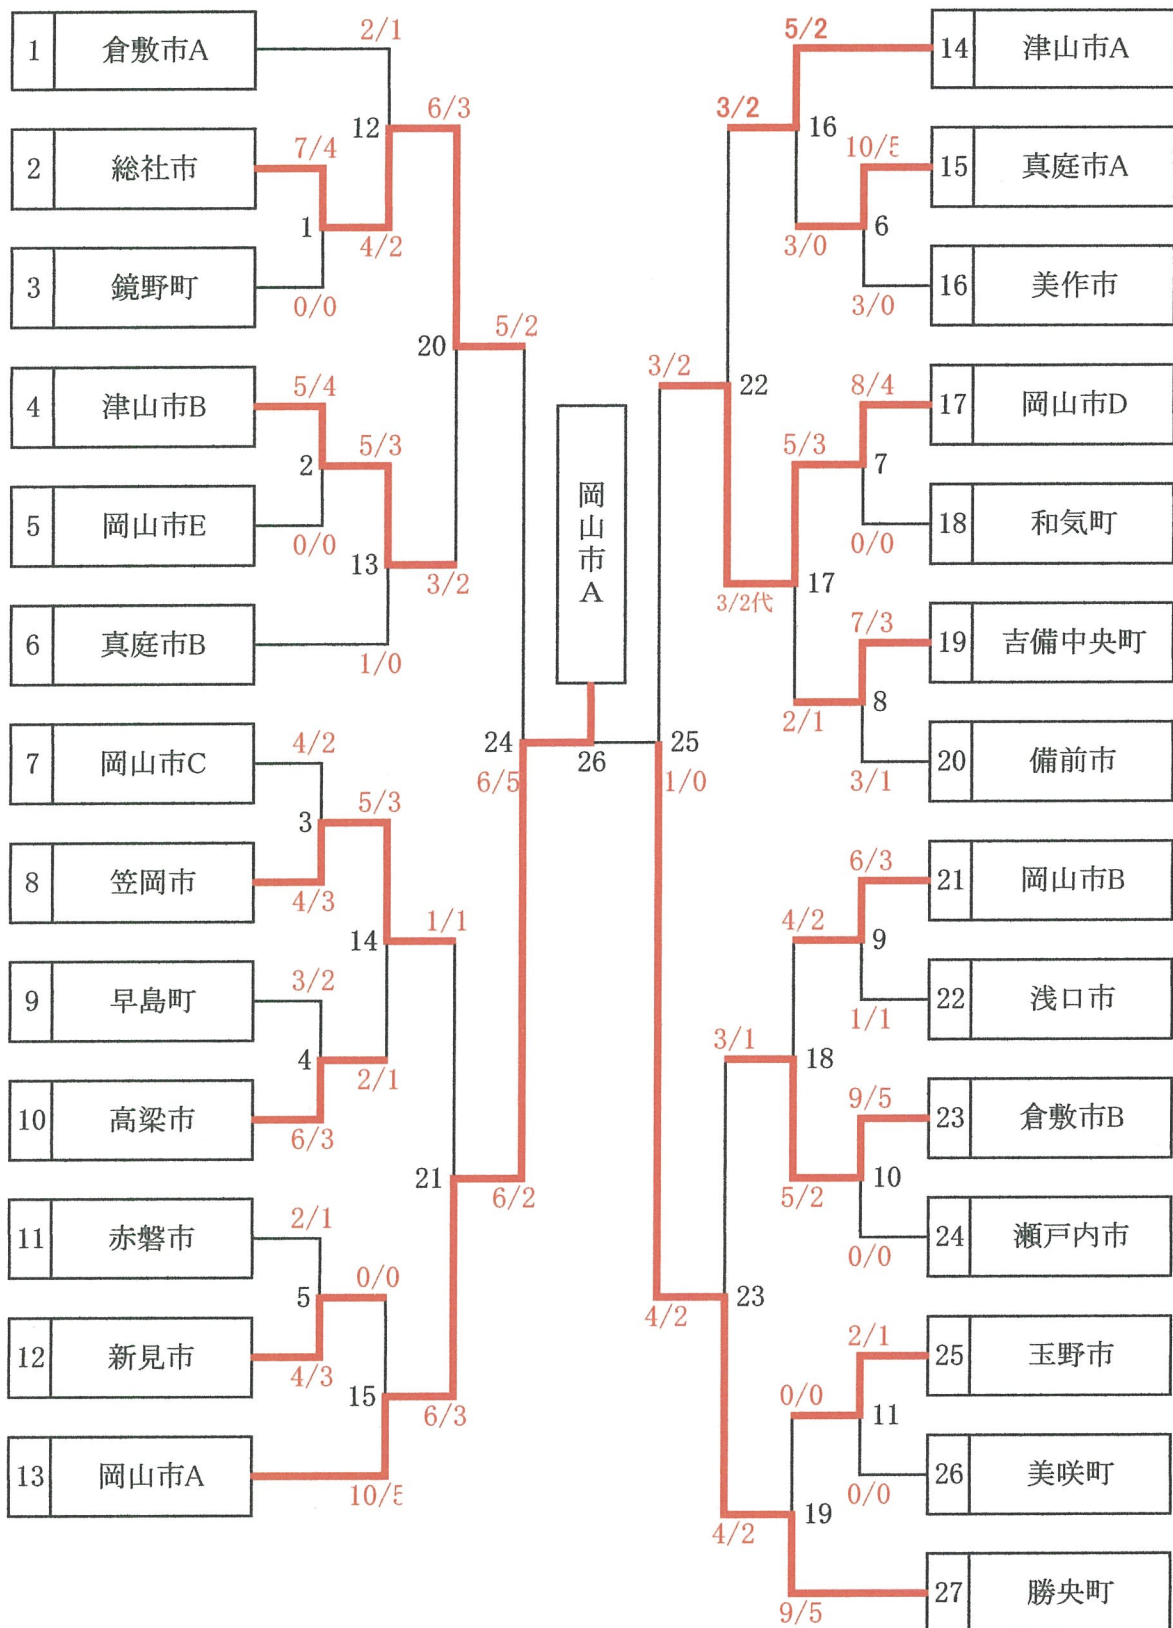 1 倉敷市A
2/1
2 総社市
7/4
3 鏡野町
0/0
1
4/2
12
6/3
4 津山市B
5/4
5 岡山市E
0/0
2
5/3
6 真庭市B
1/0
13
3/2
20
5/2
7 岡山市C
4/2
8 笠岡市
4/3
3
5/3
9 早島町
3/2
10 高梁市
6/3
4
2/1
14
1/1
11 赤磐市
2/1
12 新見市
4/3
5
0/0
13 岡山市A
10/5
15
6/3
21
6/2
24
6/5
岡山市A
26
25
1/0
14 津山市A
5/2
15 真庭市A
10/5
16 美作市
3/0
6
3/0
16
3/2
17 岡山市D
8/4
18 和気町
0/0
7
5/3
19 吉備中央町
7/3
20 備前市
3/1
8
2/1
17
3/2代
22
3/2
21 岡山市B
6/3
22 浅口市
1/1
9
4/2
23 倉敷市B
9/5
24 瀬戸内市
0/0
10
5/2
18
3/1
25 玉野市
2/1
26 美咲町
0/0
11
0/0
27 勝央町
9/5
19
4/2
23
4/2